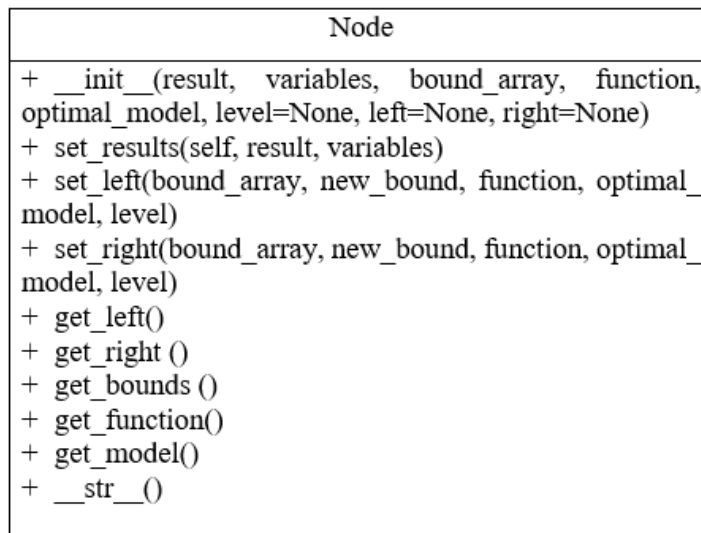 Node
+ __init__(result, variables, bound_array, function,
optimal_model, level=None, left=None, right=None)
+ set_results(self, result, variables)
+ set_left(bound_array, new_bound, function, optimal_
model, level)
+ set_right(bound_array, new_bound, function, optimal_
model, level)
+ get_left()
+ get_right ()
+ get_bounds ()
+ get_function()
+ get_model()
+ __str__()